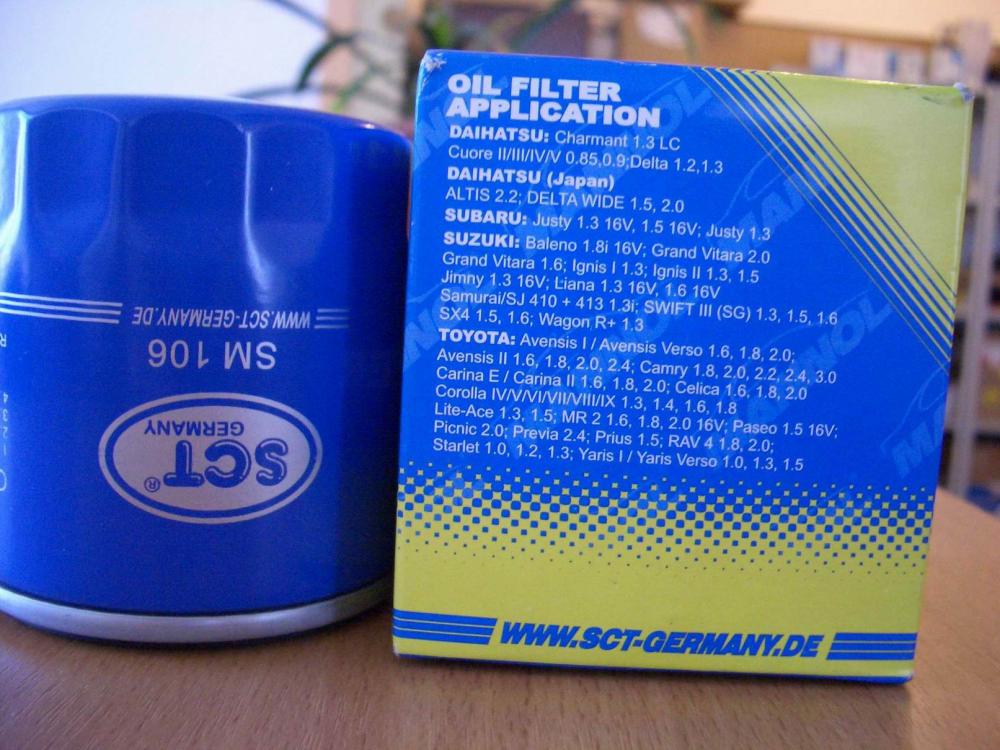 OIL FILTER
APPLICATION
DAIHATSU: Charmant 1.3 LC
Cuore II/III/IV/V 0.85,0.9;Delta 1.2,1.3
DAIHATSU (Japan)
ALTIS 2.2; DELTA WIDE 1.5, 2.0
SUBARU: Justy 1.3 16V, 1.5 16V; Justy 1.3
SUZUKI: Baleno 1.8i 16V; Grand Vitara 2.0
Grand Vitara 1.6; Ignis I 1.3; Ignis II 1.3, 1.5
Jimny 1.3 16V; Liana 1.3 16V, 1.6 16V
Samurai/SJ 410 + 413 1.3i; SWIFT III (SG) 1.3, 1.5, 1.6
SX4 1.5, 1.6; Wagon R+ 1.3
TOYOTA: Avensis I / Avensis Verso 1.6, 1.8, 2.0;
Avensis II 1.6, 1.8, 2.0, 2.4; Camry 1.8, 2.0, 2.2, 2.4, 3.0
Carina E / Carina II 1.6, 1.8, 2.0; Celica 1.6, 1.8, 2.0
Corolla IV/V/VI/VII/VIII/IX 1.3, 1.4, 1.6, 1.8
Lite-Ace 1.3, 1.5; MR 2 1.6, 1.8, 2.0 16V; Paseo 1.5 16V;
Picnic 2.0; Previa 2.4; Prius 1.5; RAV 4 1.8, 2.0;
Starlet 1.0, 1.2, 1.3; Yaris I / Yaris Verso 1.0, 1.3, 1.5
WWW.SCT-GERMANY.DE
SCT®
GERMANY
SM 106
WWW.SCT-GERMANY.DE
MANNOL